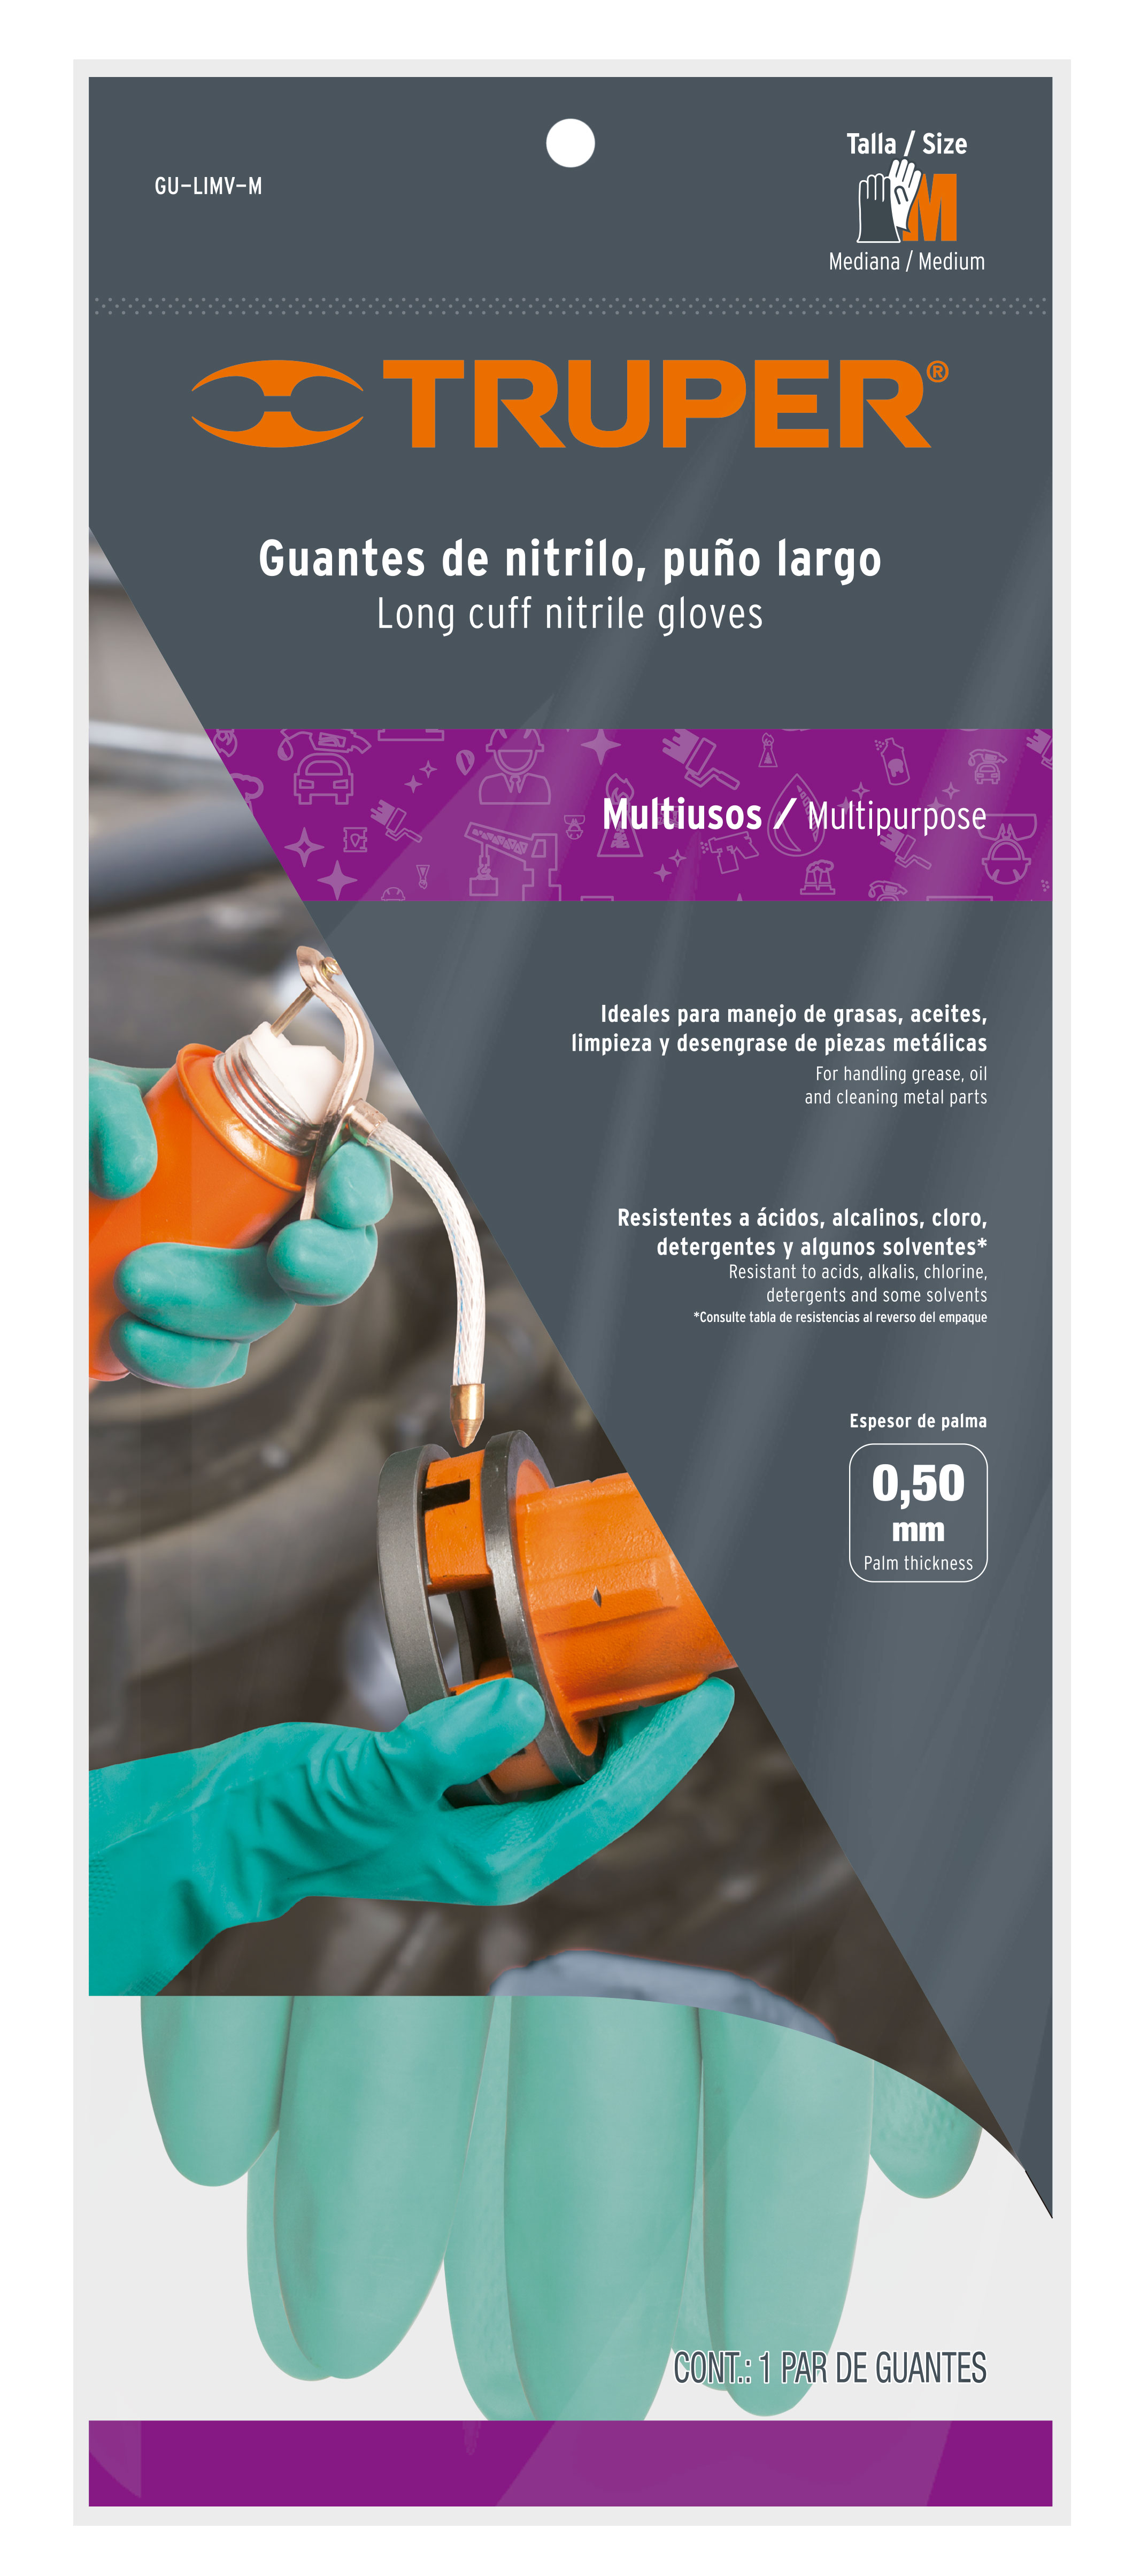 GU-LIMV-M
Talla / Size
M
Mediana / Medium
TRUPER®
Guantes de nitrilo, puño largo
Long cuff nitrile gloves
Multiusos / Multipurpose
Ideales para manejo de grasas, aceites,
limpieza y desengrase de piezas metálicas
For handling grease, oil
and cleaning metal parts
Resistentes a ácidos, alcalinos, cloro,
detergentes y algunos solventes*
Resistant to acids, alkalis, chlorine,
detergents and some solvents
*Consulte tabla de resistencias al reverso del empaque
Espesor de palma
0,50
mm
Palm thickness
CONT.: 1 PAR DE GUANTES